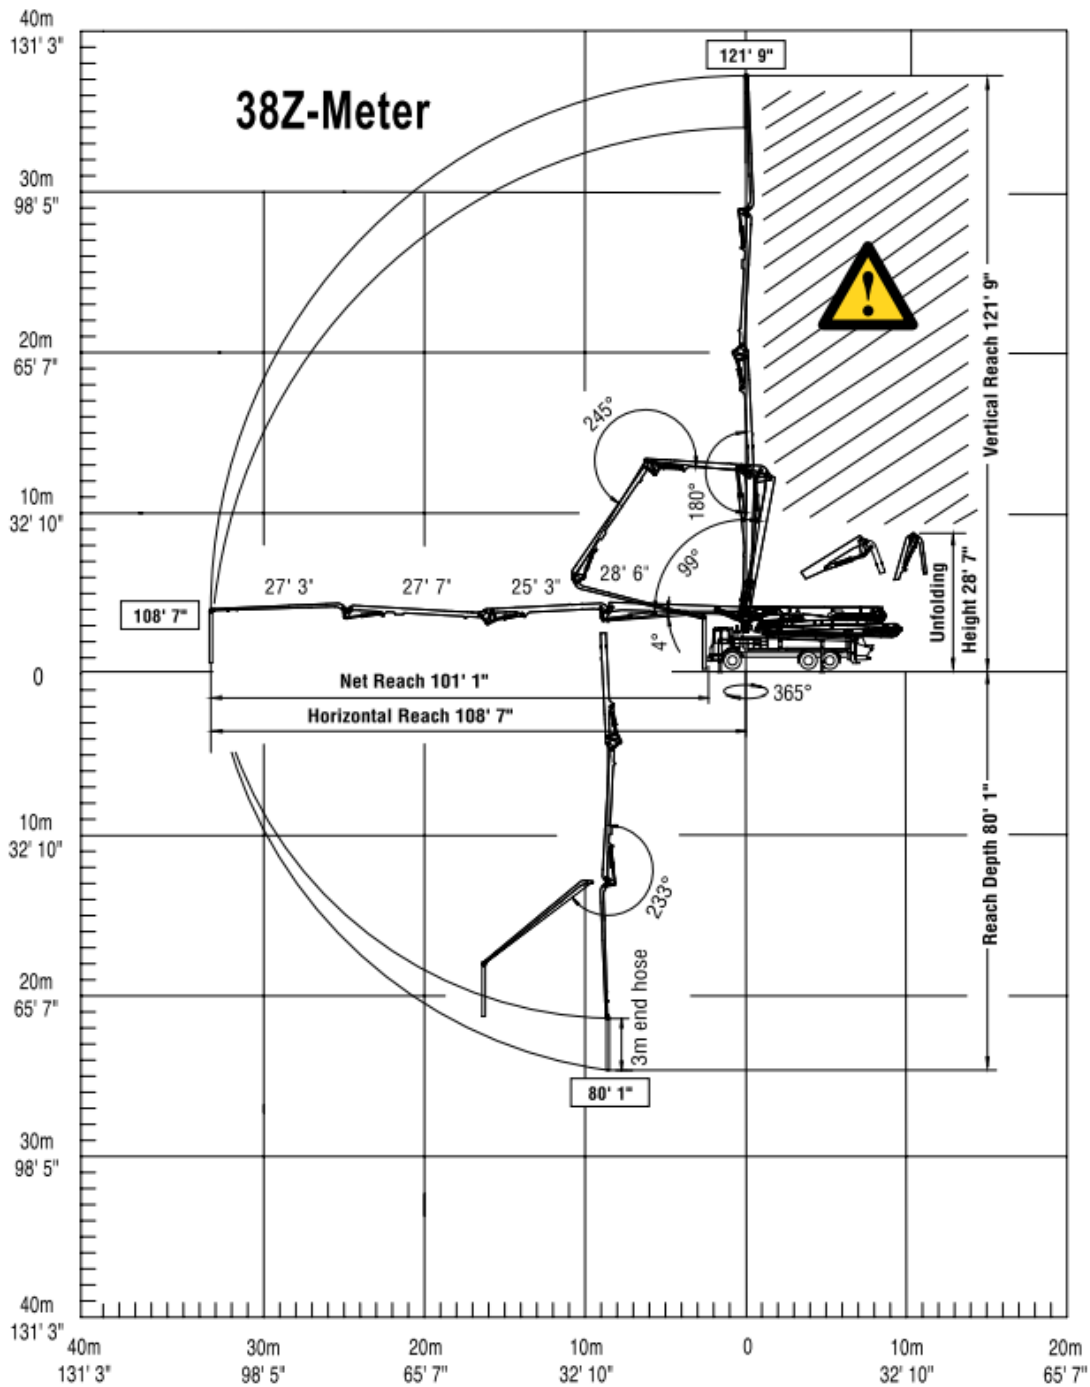 40m
131' 3"
121' 9"
38Z-Meter
30m
98' 5"
Vertical Reach 121' 9"
20m
65' 7"
245°
10m
32' 10"
180°
99°
27' 3"
27' 7"
25' 3"
28' 6"
Unfolding
Height 28' 7"
108' 7"
4°
0
Net Reach 101' 1"
365°
Horizontal Reach 108' 7"
10m
32' 10"
Reach Depth 80' 1"
233°
20m
65' 7"
3m end hose
80' 1"
30m
98' 5"
40m
131' 3"
40m
30m
20m
10m
0
10m
20m
131' 3"
98' 5"
65' 7"
32' 10"
32' 10"
65' 7"